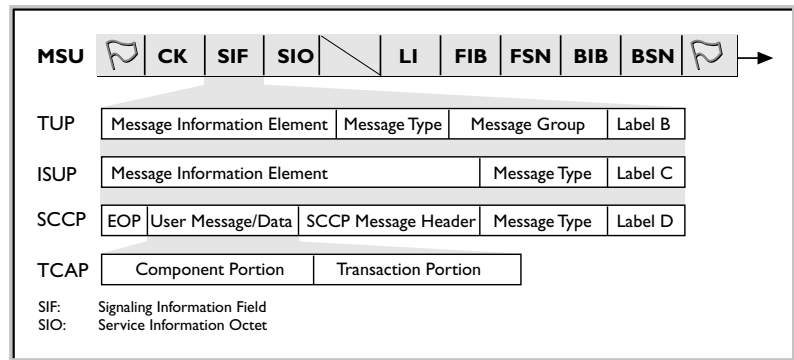 MSU CK SIF SIO LI FIB FSN BIB BSN
TUP Message Information Element Message Type Message Group Label B
ISUP Message Information Element Message Type Label C
SCCP EOP User Message/Data SCCP Message Header Message Type Label D
TCAP Component Portion Transaction Portion
SIF: Signaling Information Field
SIO: Service Information Octet